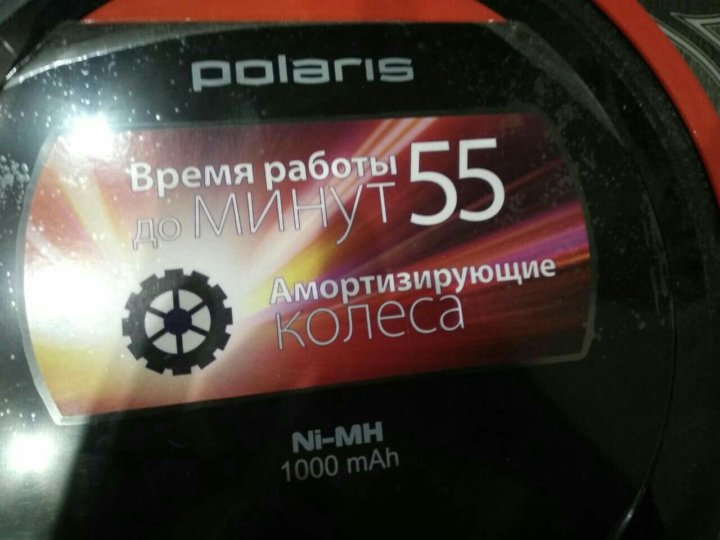 polaris
Время работы
до минут 55
Амортизирующие
колеса
Ni-MH
1000 mAh